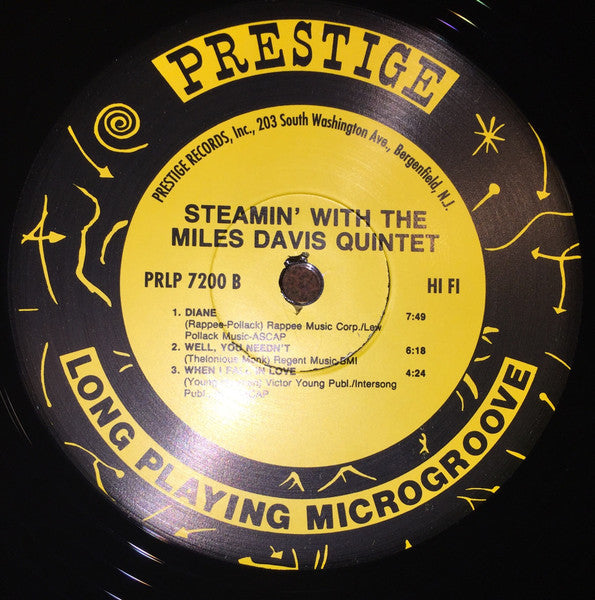 PRESTIGE
PRESTIGE RECORDS, Inc., 203 South Washington Ave., Bergenfield, N.J.
STEAMIN' WITH THE
MILES DAVIS QUINTET
PRLP 7200 B
HI FI
1. DIANE 7:49
(Rappee-Pollack) Rappee Music Corp./Lew
Pollack Music-ASCAP
2. WELL, YOU NEEDN'T 6:18
(Thelonious Monk) Regent Music-BMI
3. WHEN I IN LOVE 4:24
(Young Victor Young Publ./Intersong
Publ.
LONG PLAYING MICROGROOVE